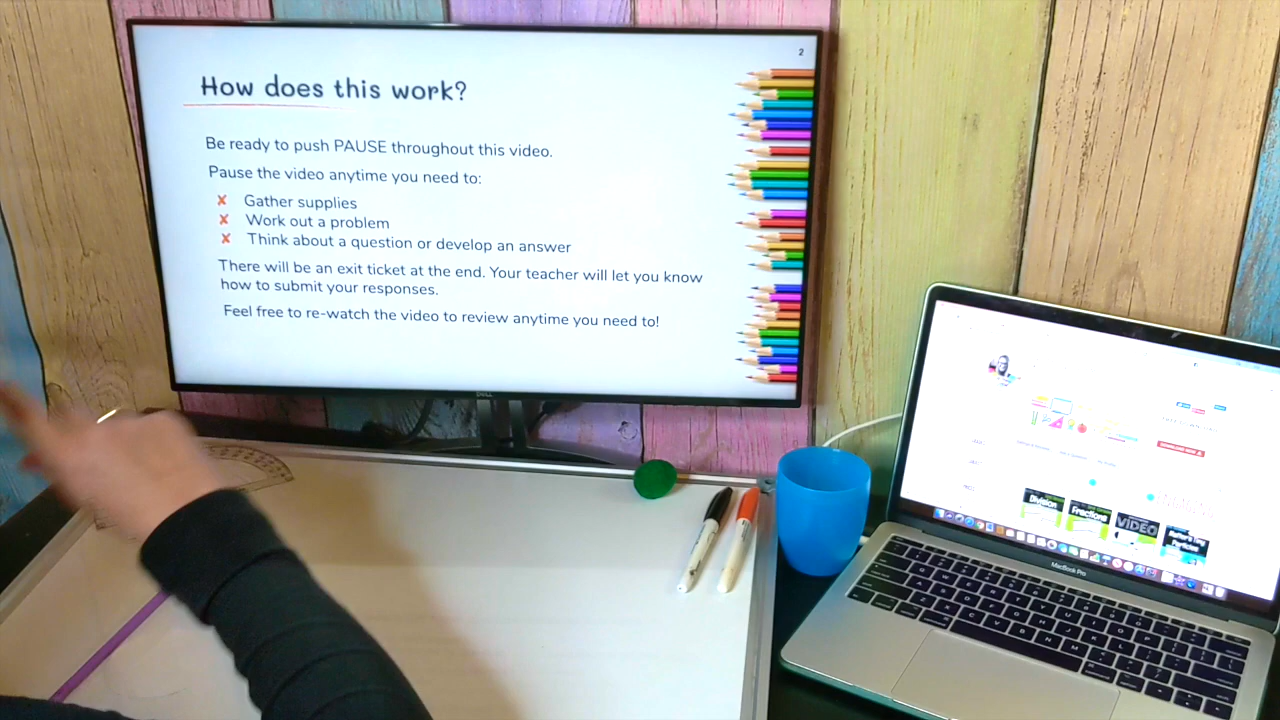 2
How does this work?
Be ready to push PAUSE throughout this video.
Pause the video anytime you need to:
✘ Gather supplies
✘ Work out a problem
✘ Think about a question or develop an answer
There will be an exit ticket at the end. Your teacher will let you know
how to submit your responses.
Feel free to re-watch the video to review anytime you need to!
DELL
Division
Fractions
VIDEO
MacBook Pro